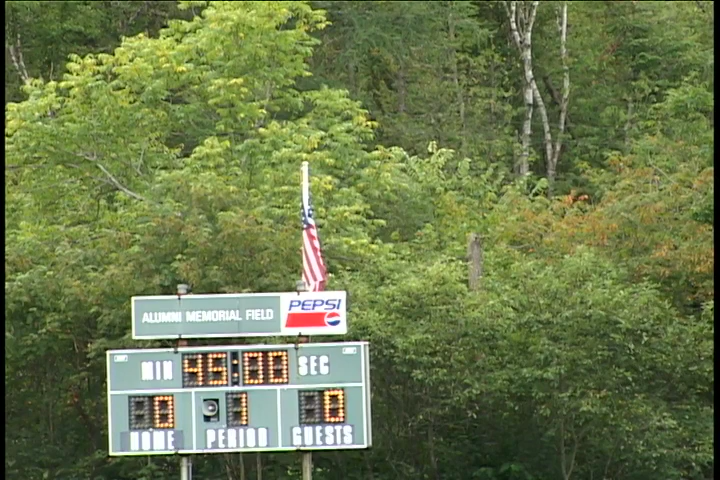 ALUMNI MEMORIAL FIELD PEPSI
MIN 45:00 SEC
0 1 0
HOME PERIOD GUESTS